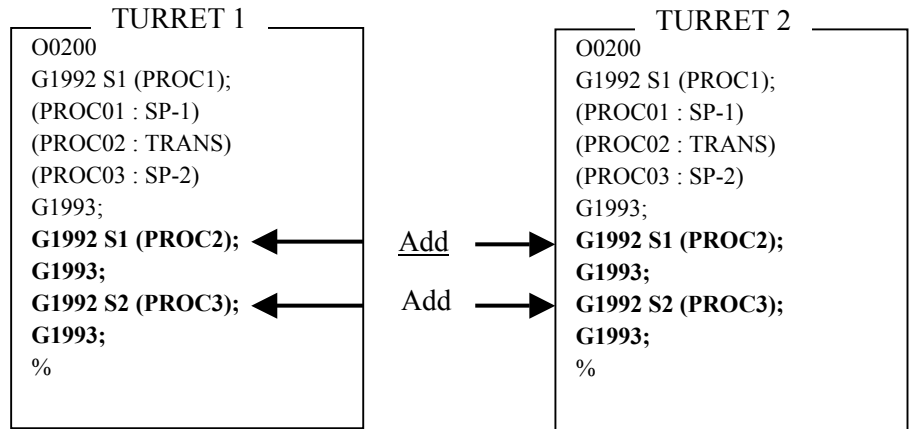 TURRET 1
O0200
G1992 S1 (PROC1);
(PROC01 : SP-1)
(PROC02 : TRANS)
(PROC03 : SP-2)
G1993;
G1992 S1 (PROC2);
G1993;
G1992 S2 (PROC3);
G1993;
%
Add
Add
TURRET 2
O0200
G1992 S1 (PROC1);
(PROC01 : SP-1)
(PROC02 : TRANS)
(PROC03 : SP-2)
G1993;
G1992 S1 (PROC2);
G1993;
G1992 S2 (PROC3);
G1993;
%